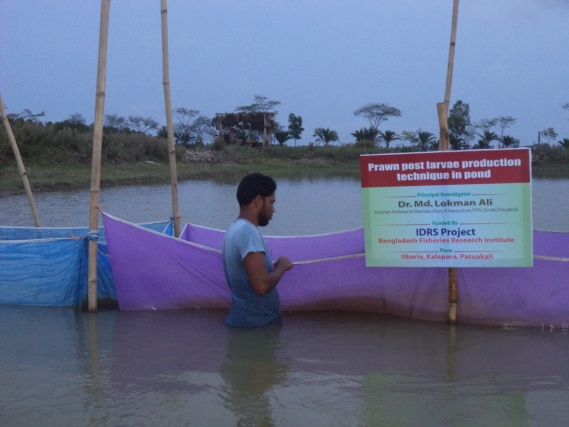 Prawn post larvae production
technique in pond
Principal Investigator
Dr. Md. Lokman Ali
Associate Professor & Chairman, Dept. of Aquaculture, PSTU, Dumki, Patuakhali
Funded By
IDRS Project
Bangladesh Fisheries Research Institute
Place
Itbaria, Kalapara, Patuakali